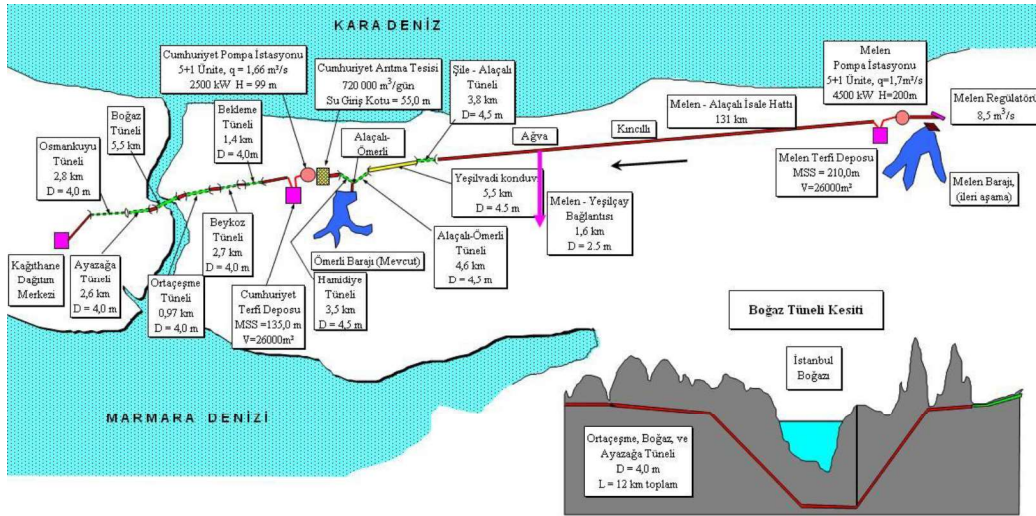 KARA DENİZ
Cumhuriyet Pompa İstasyonu
5+1 Ünite, q = 1,66 m³/s
2500 kW H = 99 m
Cumhuriyet Arıtma Tesisi
720 000 m³/gün
Su Giriş Kotu = 55,0 m
Şile - Alaçalı
Tüneli
3,8 km
D= 4,5 m
Melen
Pompa İstasyonu
5+1 Ünite, q=1,7m³/s
4500 kW H=200m
Melen Regülatörü
8,5 m³/s
Melen - Alaçalı İsale Hattı
131 km
Boğaz
Tüneli
5,5 km
Bekleme
Tüneli
1,4 km
D = 4,0m
Osmankuyu
Tüneli
2,8 km
D = 4,0 m
Alaçalı-
Ömerli
Ağva
Kıncıllı
Yeşilvadi konduvi
5,5 km
D = 4.5 m
Melen Terfi Deposu
MSS = 210,0m
V=26000m³
Melen Barajı,
(ileri aşama)
Melen - Yeşilçay
Bağlantısı
1,6 km
D = 2.5 m
Kağıthane
Dağıtım
Merkezi
Ayazağa
Tüneli
2,6 km
D = 4,0 m
Ortaçeşme
Tüneli
0,97 km
D = 4,0 m
Beykoz
Tüneli
2,7 km
D = 4,0 m
Cumhuriyet
Terfi Deposu
MSS =135,0 m
V=26000m³
Ömerli Barajı (Mevcut)
Hamidiye
Tüneli
3,5 km
D = 4,5 m
Alaçalı-Ömerli
Tüneli
4,6 km
D = 4,5 m
MARMARA DENİZİ
Boğaz Tüneli Kesiti
İstanbul
Boğazı
Ortaçeşme, Boğaz, ve
Ayazağa Tüneli
D = 4,0 m
L = 12 km toplam